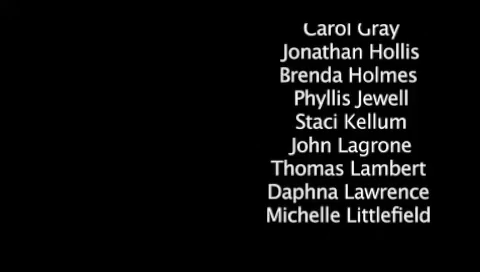 Carol Gray
Jonathan Hollis
Brenda Holmes
Phyllis Jewell
Staci Kellum
John Lagrone
Thomas Lambert
Daphna Lawrence
Michelle Littlefield